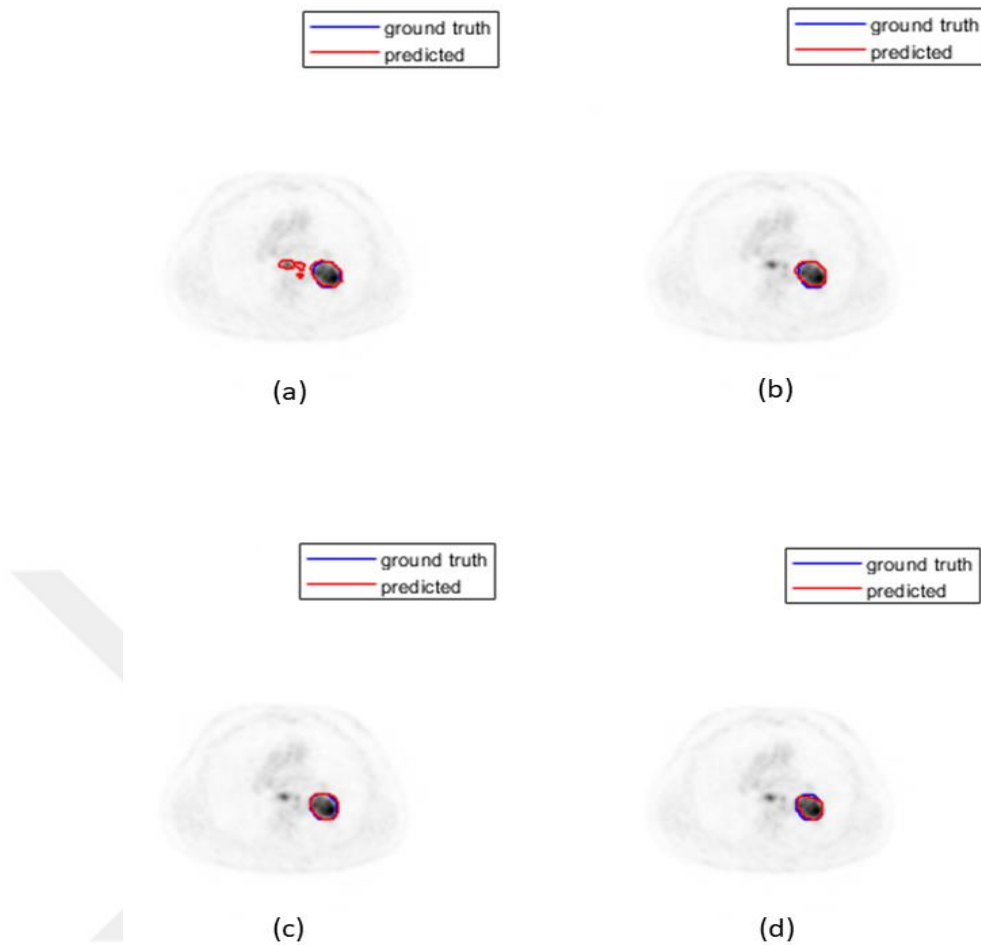 ground truth
predicted
ground truth
predicted
(a)
(b)
ground truth
predicted
ground truth
predicted
(c)
(d)